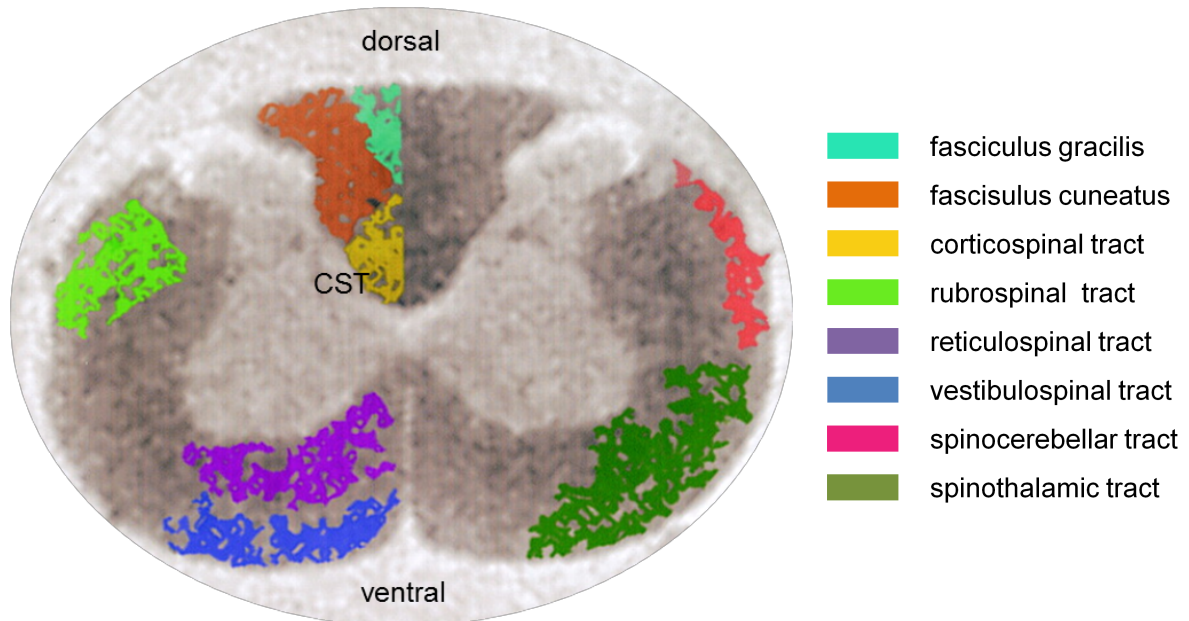 dorsal
CST
ventral
fasciculus gracilis
fascisulus cuneatus
corticospinal tract
rubrospinal  tract
reticulospinal tract
vestibulospinal tract
spinocerebellar tract
spinothalamic tract